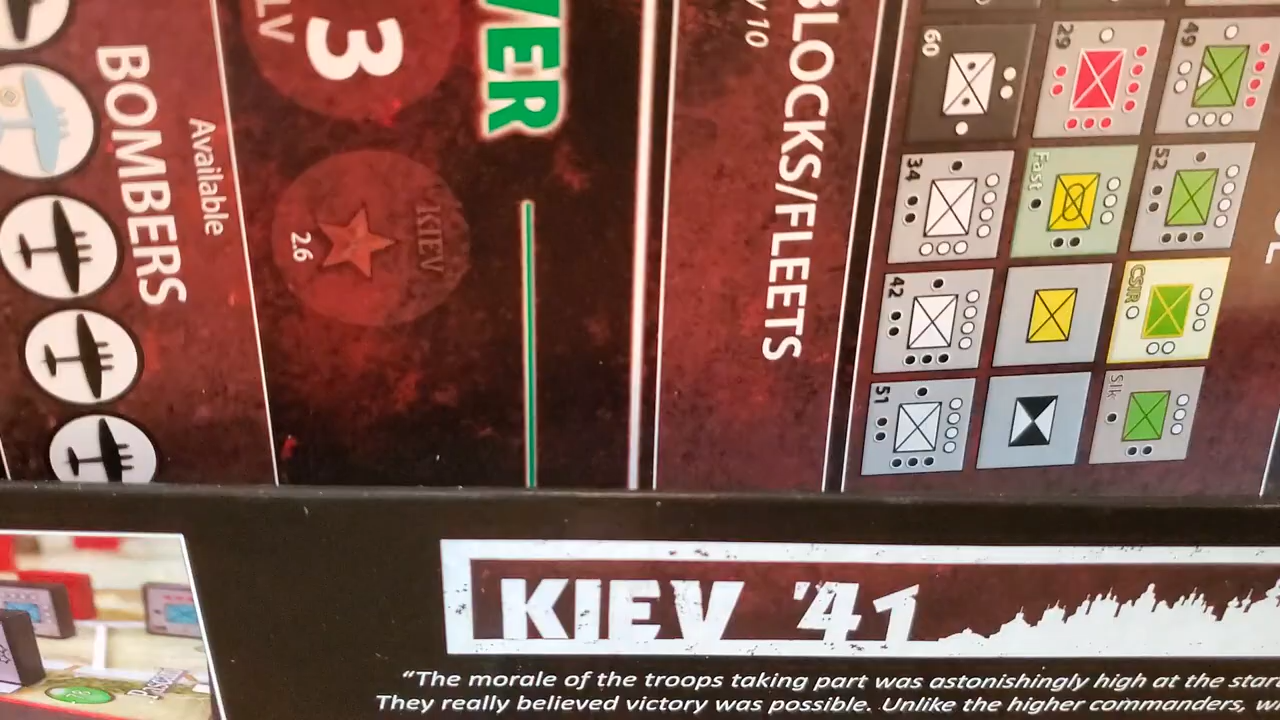 BOMBERS
Available
LV
3
KIEV
2.6
VER
y 10
BLOCKS/FLEETS
60
29
49
34
Fast
52
42
CSIR
51
Slk
KIEV '41
"The morale of the troops taking part was astonishingly high at the star
They really believed victory was possible. Unlike the higher commanders, w